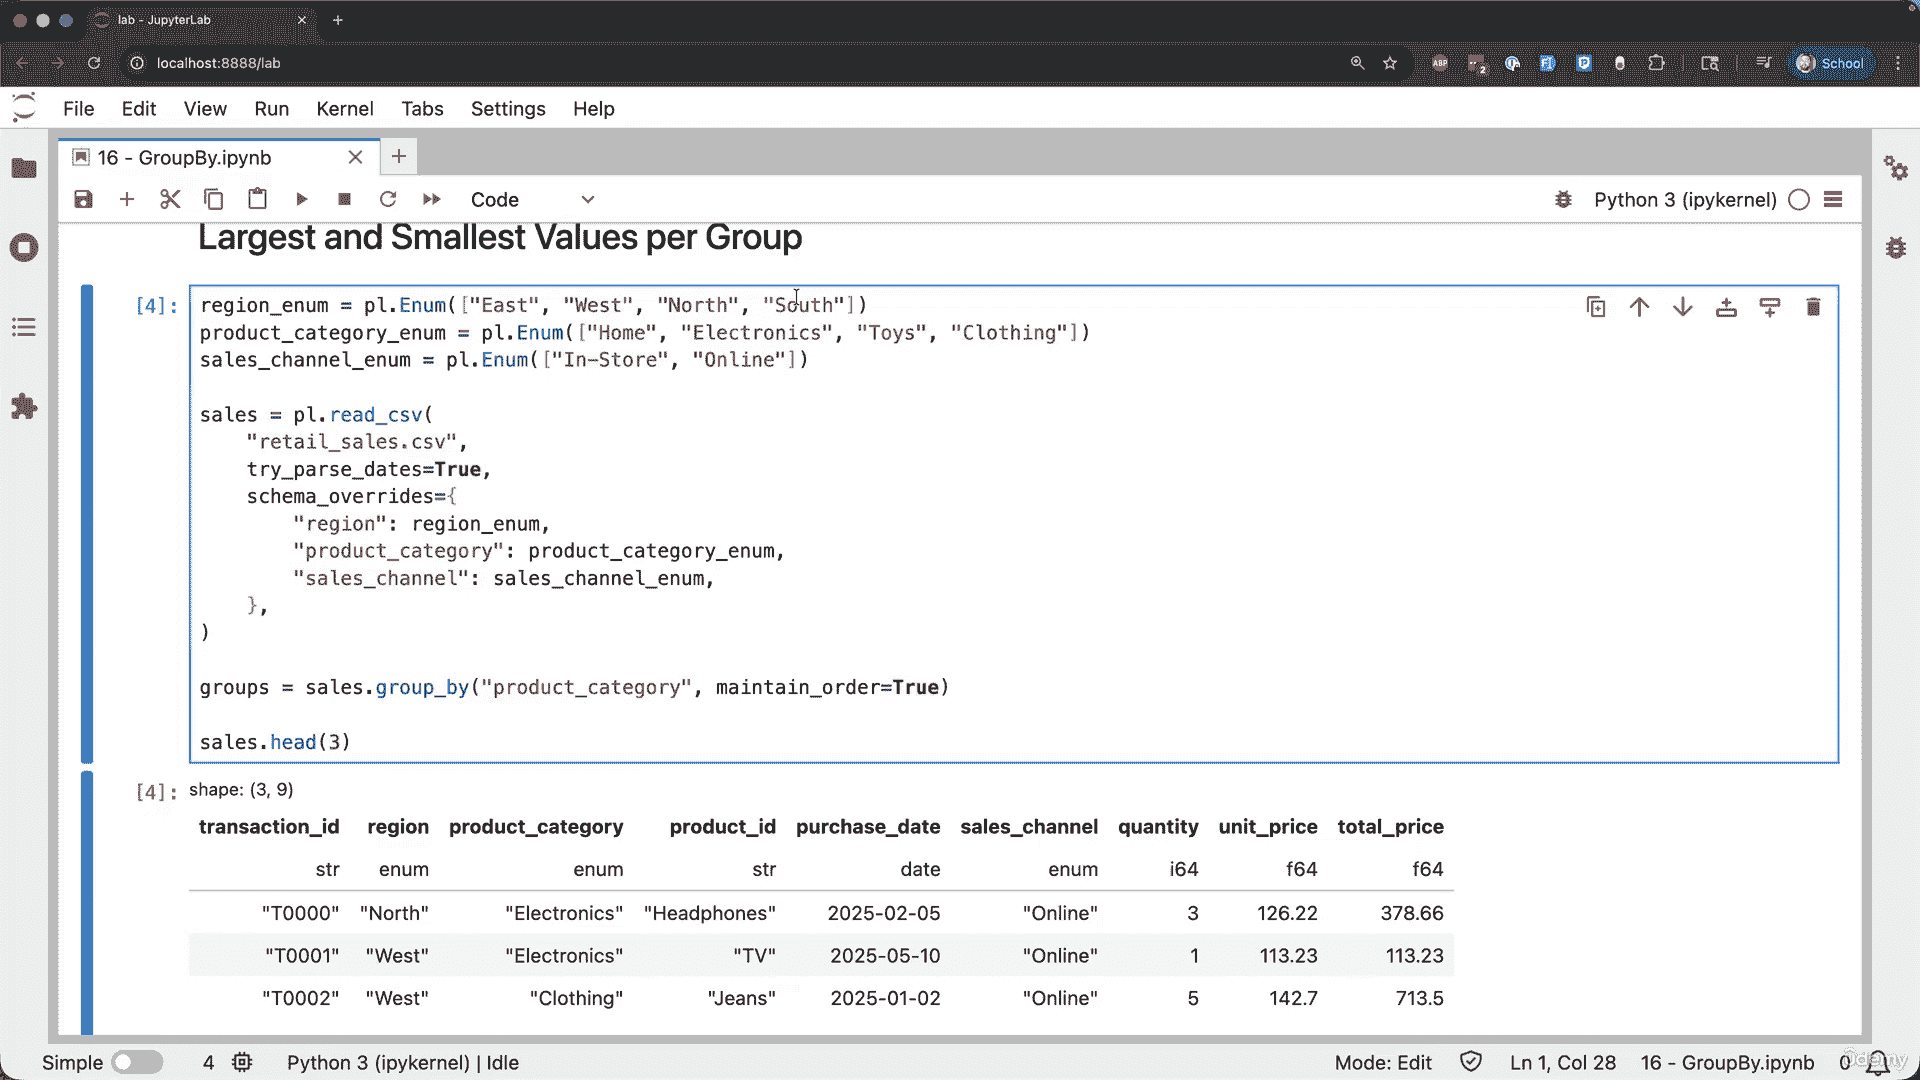 lab - JupyterLab
localhost:8888/lab
ABP
2
School
File Edit View Run Kernel Tabs Settings Help
16 - GroupBy.ipynb
Code
Python 3 (ipykernel)
Largest and Smallest Values per Group
[4]:
region_enum = pl.Enum(["East", "West", "North", "South"])
product_category_enum = pl.Enum(["Home", "Electronics", "Toys", "Clothing"])
sales_channel_enum = pl.Enum(["In-Store", "Online"])
sales = pl.read_csv(
"retail_sales.csv",
try_parse_dates=True,
schema_overrides={
"region": region_enum,
"product_category": product_category_enum,
"sales_channel": sales_channel_enum,
},
)
groups = sales.group_by("product_category", maintain_order=True)
sales.head(3)
[4]: shape: (3, 9)
transaction_id region product_category product_id purchase_date sales_channel quantity unit_price total_price
str enum enum str date enum i64 f64 f64
"T0000" "North" "Electronics" "Headphones" 2025-02-05 "Online" 3 126.22 378.66
"T0001" "West" "Electronics" "TV" 2025-05-10 "Online" 1 113.23 113.23
"T0002" "West" "Clothing" "Jeans" 2025-01-02 "Online" 5 142.7 713.5
Simple 4 Python 3 (ipykernel) | Idle Mode: Edit Ln 1, Col 28 16 - GroupBy.ipynb 0
udemy